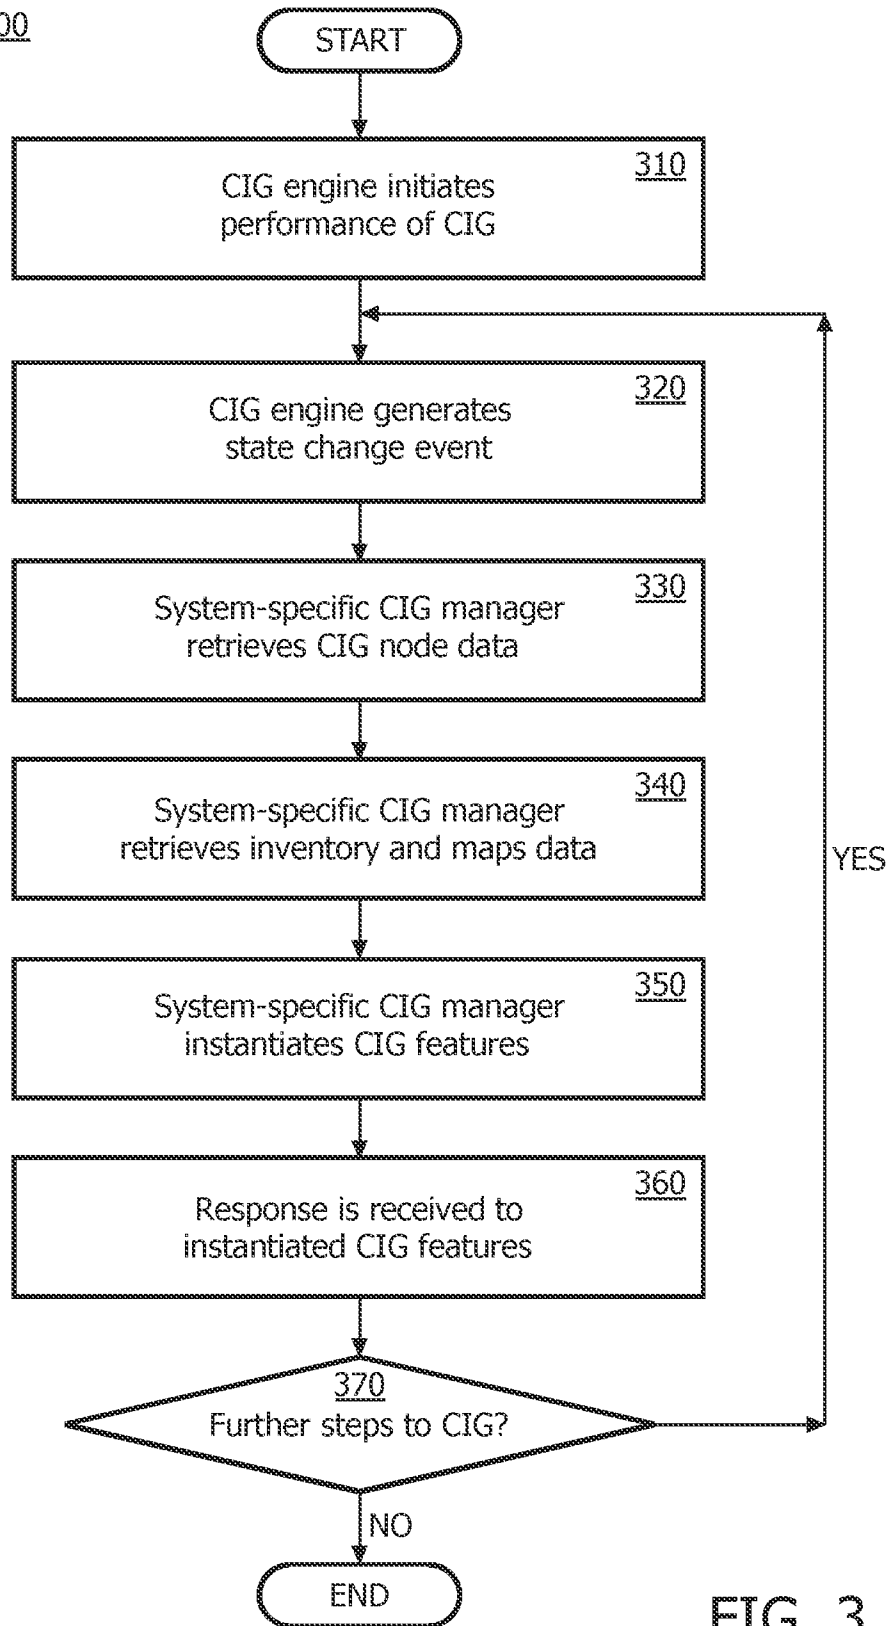 00
START
310
CIG engine initiates
performance of CIG
320
CIG engine generates
state change event
330
System-specific CIG manager
retrieves CIG node data
340
System-specific CIG manager
retrieves inventory and maps data
YES
350
System-specific CIG manager
instantiates CIG features
360
Response is received to
instantiated CIG features
370
Further steps to CIG?
NO
END
FIG. 3